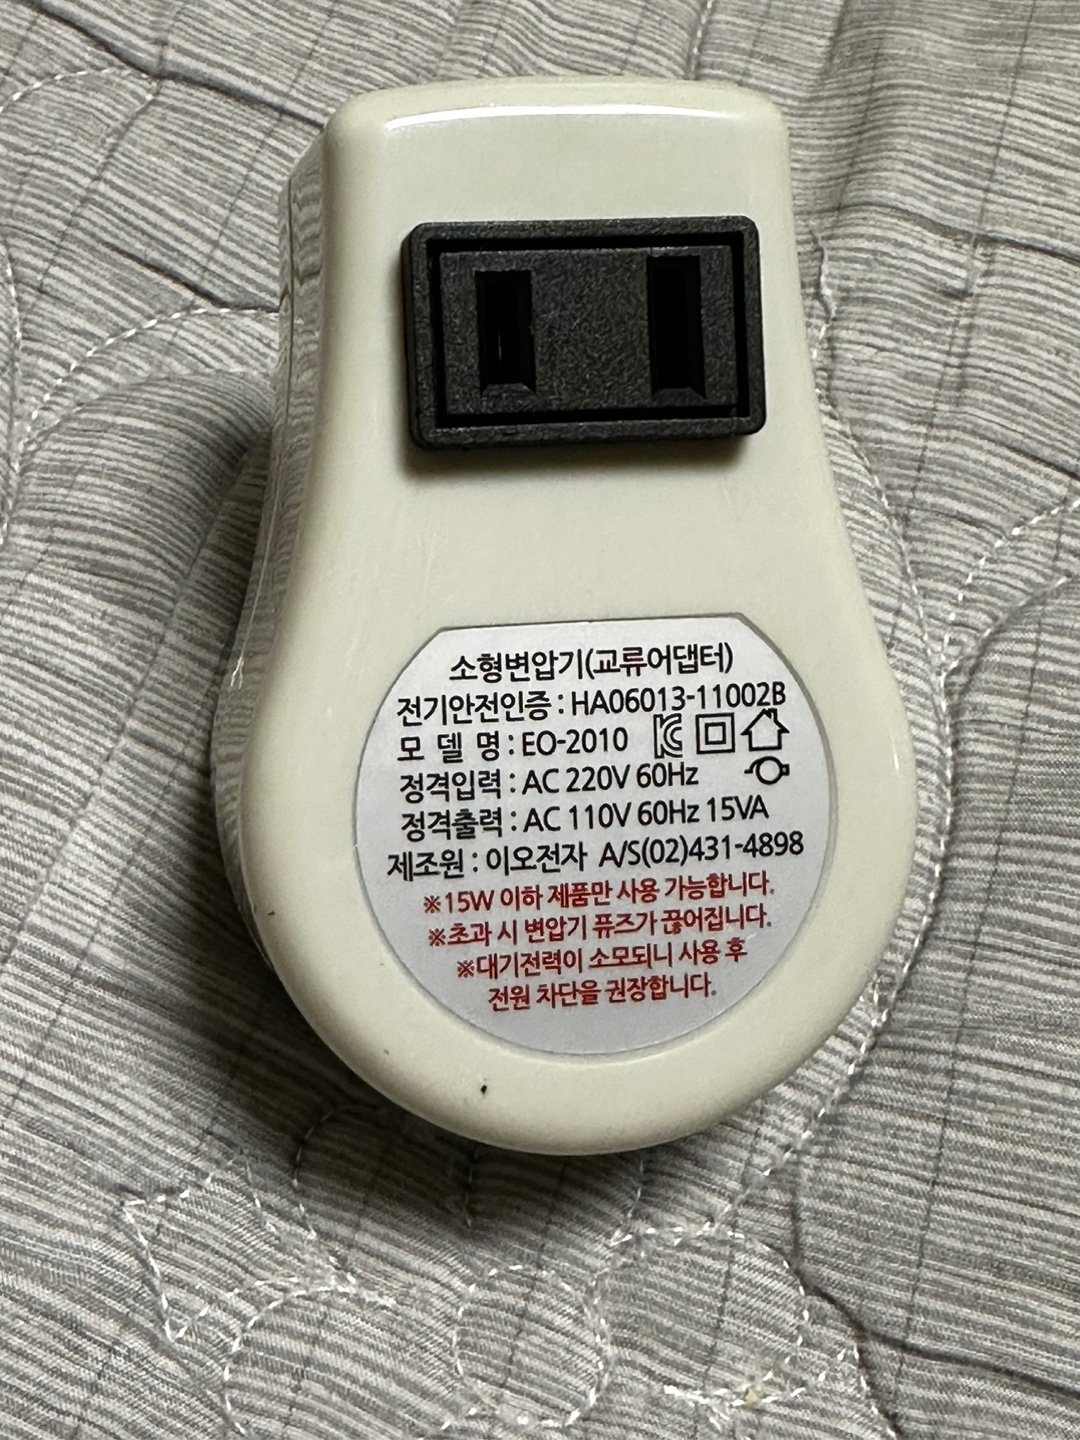 소형변압기(교류어댑터)
전기안전인증 : HA06013-11002B
모 델 명 : EO-2010
정격입력 : AC 220V 60Hz
정격출력 : AC 110V 60Hz 15VA
제조원 : 이오전자 A/S(02)431-4898
※15W 이하 제품만 사용 가능합니다.
※초과 시 변압기 퓨즈가 끊어집니다.
※대기전력이 소모되니 사용 후
전원 차단을 권장합니다.